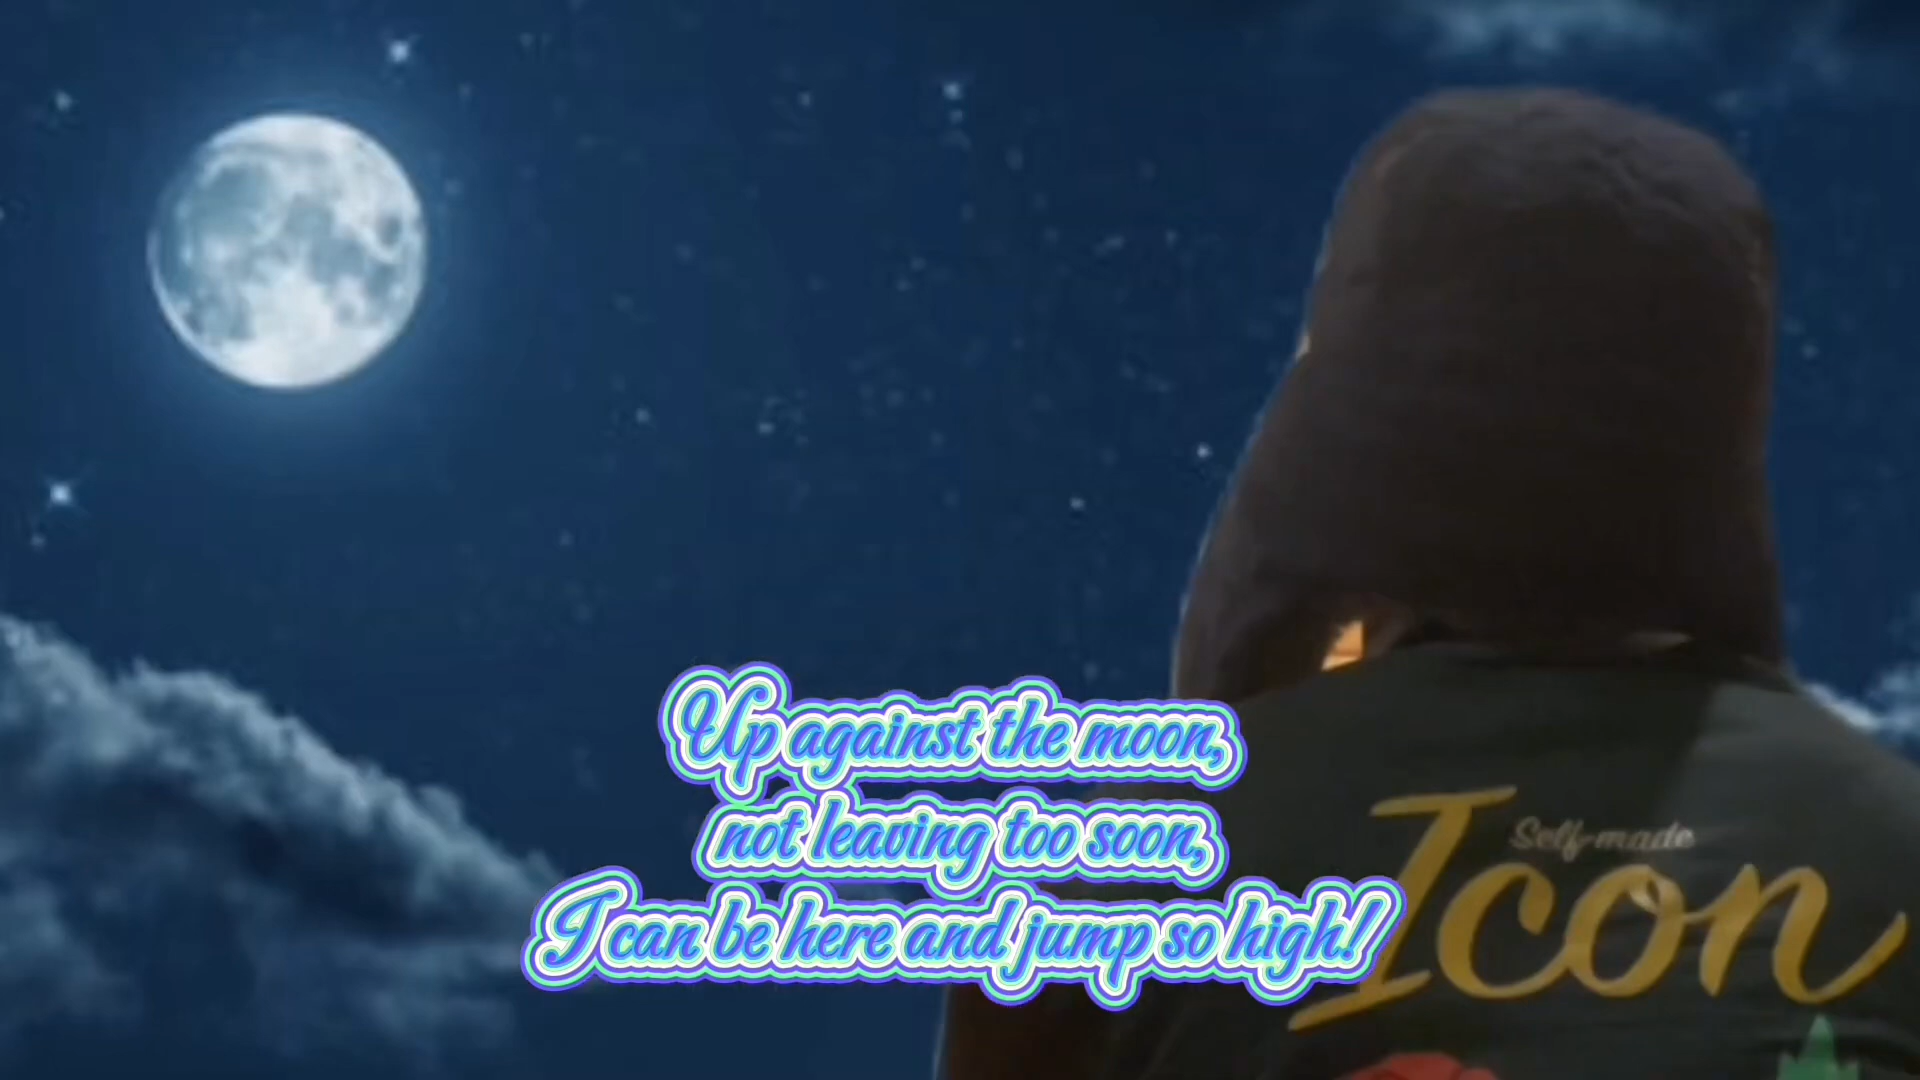 Up against the moon,
not leaving too soon,
I can be here and jump so high!
Self-made
Icon